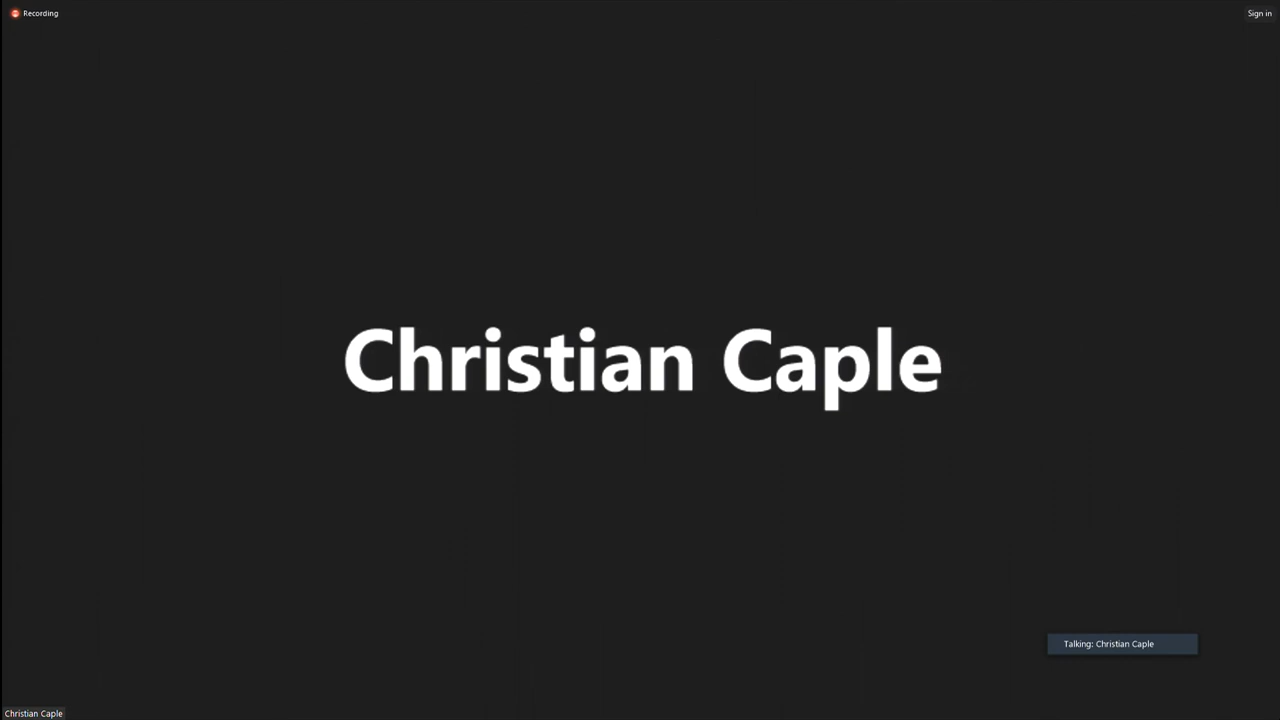 Recording
Sign in
Christian Caple
Talking: Christian Caple
Christian Caple